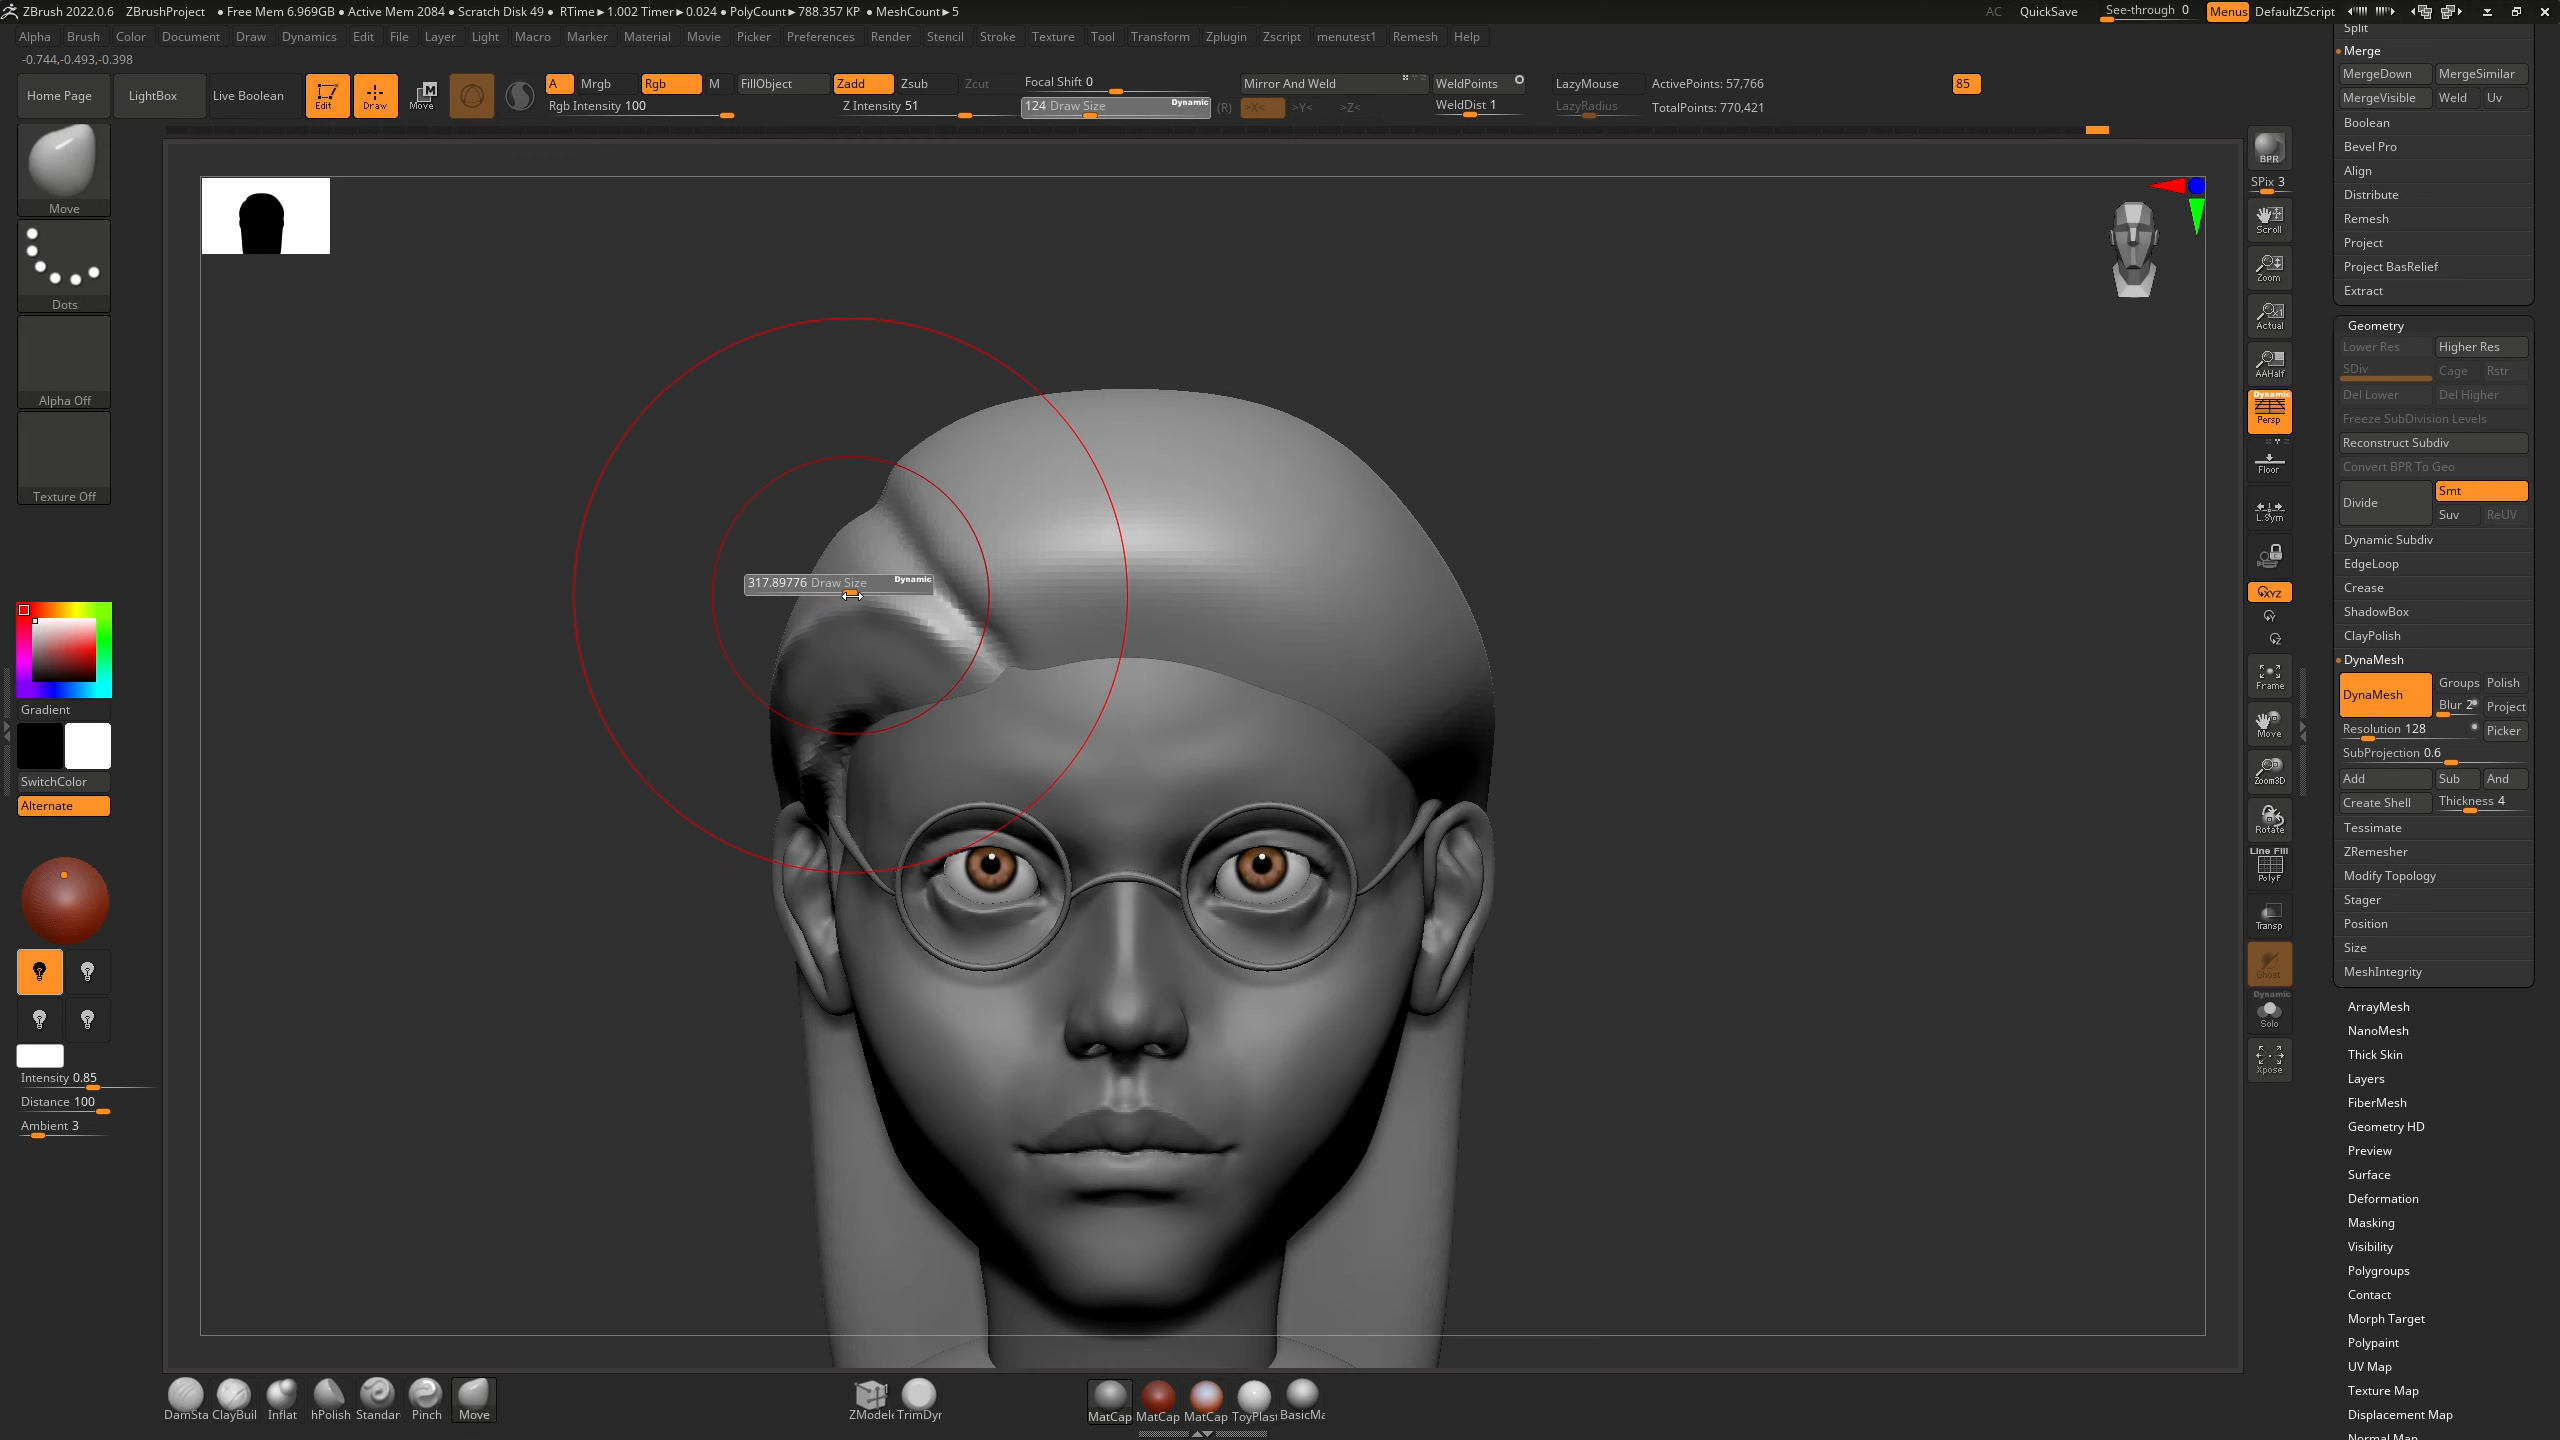 ZBrush 2022.0.6 ZBrushProject ● Free Mem 6.969GB ● Active Mem 2084 ● Scratch Disk 49 ● RTime►1.002 Timer►0.024 ● PolyCount►788.357 KP ● MeshCount►5 AC QuickSave See-through 0 Menus DefaultZScript
Alpha Brush Color Document Draw Dynamics Edit File Layer Light Macro Marker Material Movie Picker Preferences Render Stencil Stroke Texture Tool Transform Zplugin Zscript menutest1 Remesh Help
-0.744,-0.493,-0.398
Home Page LightBox Live Boolean Edit Draw Move
A Mrgb Rgb M FillObject Zadd Zsub Zcut Focal Shift 0 Mirror And Weld WeldPoints LazyMouse ActivePoints: 57,766 85
Rgb Intensity 100 Z Intensity 51 124 Draw Size Dynamic (R) >X< >Y< >Z< WeldDist 1 LazyRadius TotalPoints: 770,421
Move
Dots
Alpha Off
Texture Off
Gradient
SwitchColor
Alternate
Intensity 0.85
Distance 100
Ambient 3
317.89776 Draw Size Dynamic
BPR
SPix 3
Scroll
Zoom
Actual
AAHalf
Dynamic
Persp
Floor
L.Sym
XYZ
Y
Z
Frame
Move
Zoom3D
Rotate
Line Fill
PolyF
Transp
Ghost
Dynamic
Solo
Xpose
Split
Merge
MergeDown MergeSimilar
MergeVisible Weld Uv
Boolean
Bevel Pro
Align
Distribute
Remesh
Project
Project BasRelief
Extract
Geometry
Lower Res Higher Res
SDiv Cage Rstr
Del Lower Del Higher
Freeze SubDivision Levels
Reconstruct Subdiv
Convert BPR To Geo
Divide Smt
Suv ReUV
Dynamic Subdiv
EdgeLoop
Crease
ShadowBox
ClayPolish
DynaMesh
DynaMesh Groups Polish
Blur 2 Project
Resolution 128 Picker
SubProjection 0.6
Add Sub And
Create Shell Thickness 4
Tessimate
ZRemesher
Modify Topology
Stager
Position
Size
MeshIntegrity
ArrayMesh
NanoMesh
Thick Skin
Layers
FiberMesh
Geometry HD
Preview
Surface
Deformation
Masking
Visibility
Polygroups
Contact
Morph Target
Polypaint
UV Map
Texture Map
Displacement Map
Normal Map
DamSta ClayBuil Inflat hPolish Standar Pinch Move ZModele TrimDyn MatCap MatCap MatCap ToyPlast BasicMa